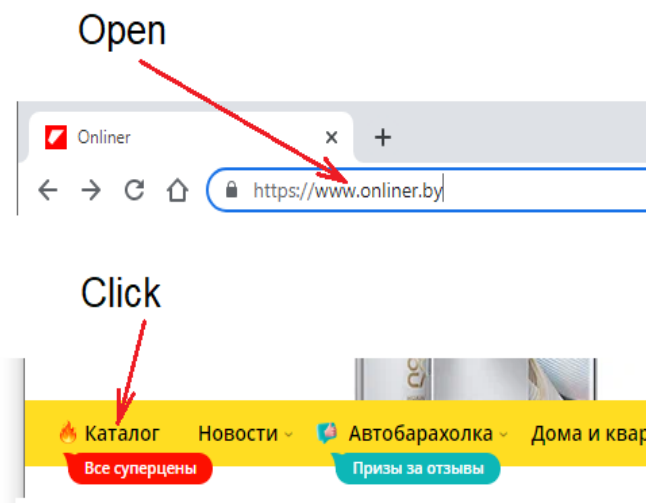 Open
Onliner
https://www.onliner.by
Click
Каталог Новости Автобарахолка Дома и квар
Все суперцены Призы за отзывы